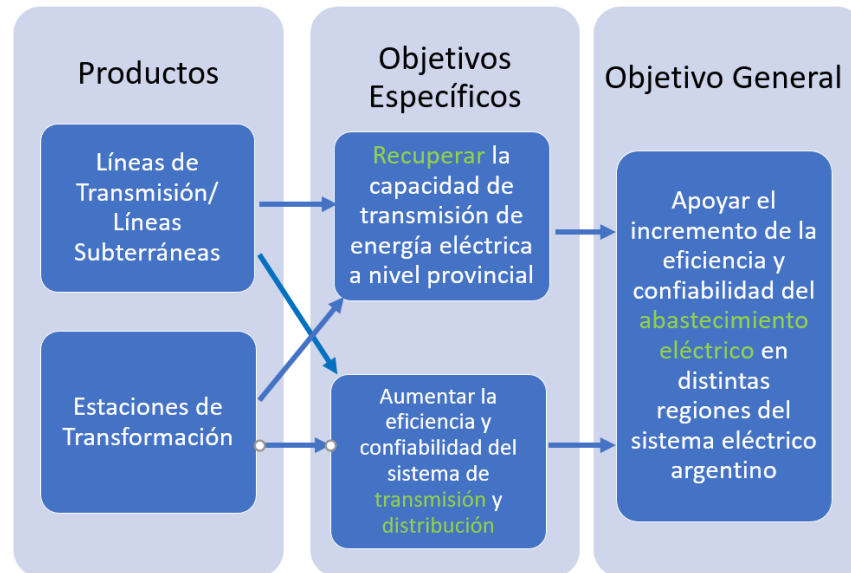 Productos
Líneas de
Transmisión/
Líneas
Subterráneas
Estaciones de
Transformación
Objetivos
Específicos
Recuperar la
capacidad de
transmisión de
energía eléctrica
a nivel provincial
Aumentar la
eficiencia y
confiabilidad del
sistema de
transmisión y
distribución
Objetivo General
Apoyar el
incremento de la
eficiencia y
confiabilidad del
abastecimiento
eléctrico en
distintas
regiones del
sistema eléctrico
argentino